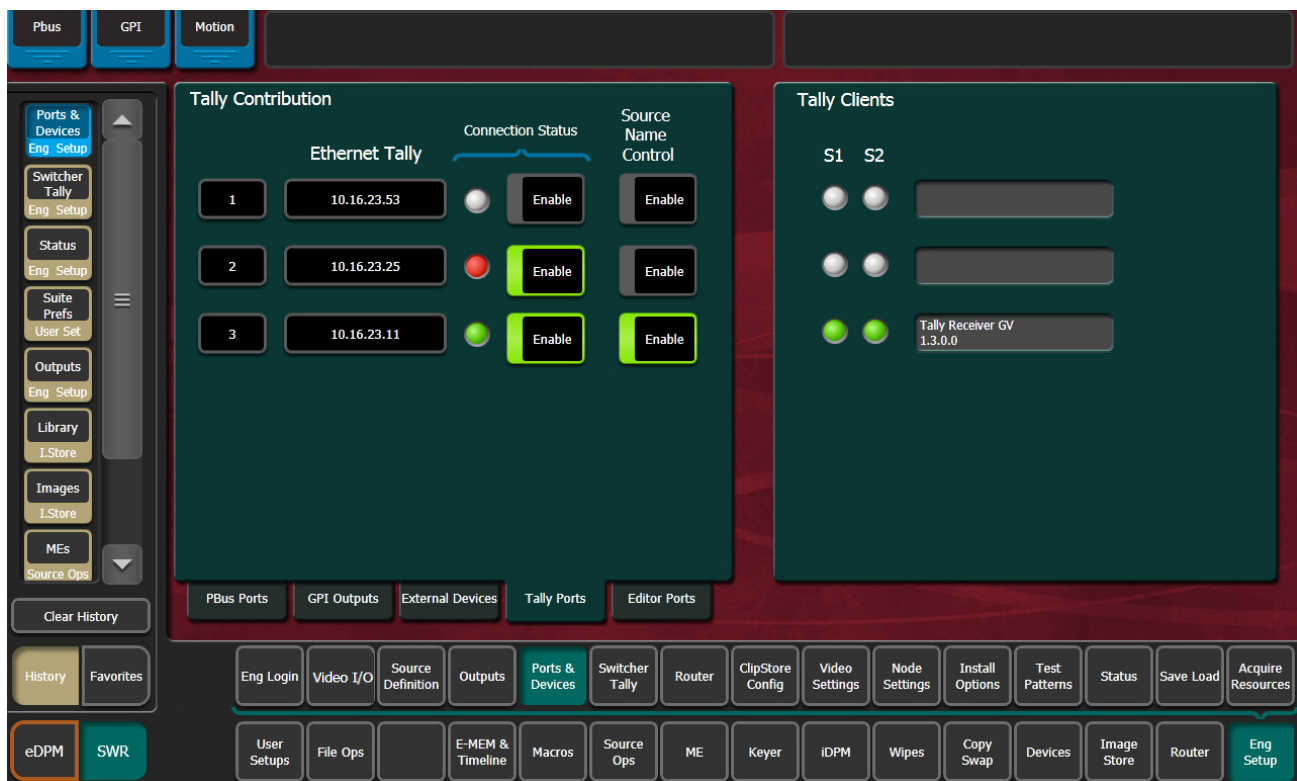 Pbus
GPI
Motion
Ports &
Devices
Eng Setup
Switcher
Tally
Eng Setup
Status
Eng Setup
Suite
Prefs
User Set
Outputs
Eng Setup
Library
I.Store
Images
I.Store
MEs
Source Ops
Clear History
History
Favorites
eDPM
SWR
Tally Contribution
Ethernet Tally
Connection Status
Source
Name
Control
1
10.16.23.53
Enable
Enable
2
10.16.23.25
Enable
Enable
3
10.16.23.11
Enable
Enable
PBus Ports
GPI Outputs
External Devices
Tally Ports
Editor Ports
Tally Clients
S1 S2
Tally Receiver GV
1.3.0.0
Eng Login
Video I/O
Source
Definition
Outputs
Ports &
Devices
Switcher
Tally
Router
ClipStore
Config
Video
Settings
Node
Settings
Install
Options
Test
Patterns
Status
Save Load
Acquire
Resources
User
Setups
File Ops
E-MEM &
Timeline
Macros
Source
Ops
ME
Keyer
iDPM
Wipes
Copy
Swap
Devices
Image
Store
Router
Eng
Setup